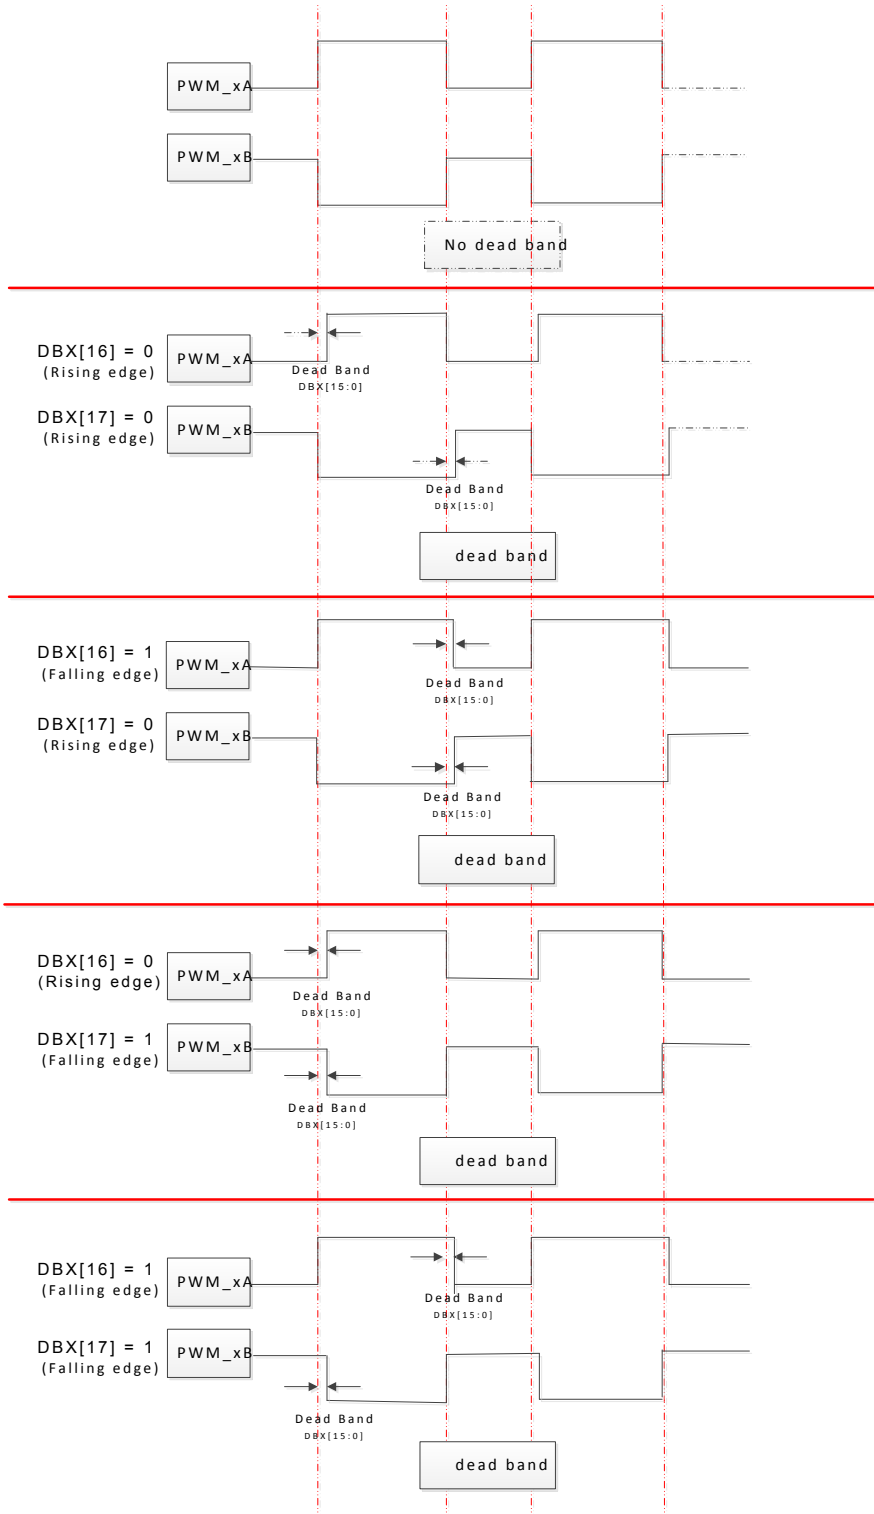 PWM_xA
PWM_xB
No dead band
DBX[16] = 0
(Rising edge)
PWM_xA
Dead Band
DBX[15:0]
DBX[17] = 0
(Rising edge)
PWM_xB
Dead Band
DBX[15:0]
dead band
DBX[16] = 1
(Falling edge)
PWM_xA
Dead Band
DBX[15:0]
DBX[17] = 0
(Rising edge)
PWM_xB
Dead Band
DBX[15:0]
dead band
DBX[16] = 0
(Rising edge)
PWM_xA
Dead Band
DBX[15:0]
DBX[17] = 1
(Falling edge)
PWM_xB
Dead Band
DBX[15:0]
dead band
DBX[16] = 1
(Falling edge)
PWM_xA
Dead Band
DBX[15:0]
DBX[17] = 1
(Falling edge)
PWM_xB
Dead Band
DBX[15:0]
dead band